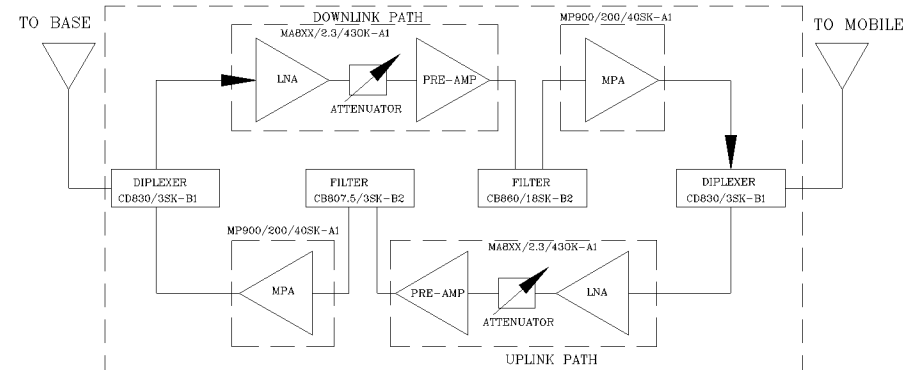 DOWNLINK PATH
TO BASE
MP900/200/40SK-A1
TO MOBILE
MA8XX/2.3/430K-A1
LNA
PRE-AMP
MPA
ATTENUATOR
DIPLEXER
CD830/3SK-B1
FILTER
CB807.5/3SK-B2
FILTER
CB860/18SK-B2
DIPLEXER
CD830/3SK-B1
MP900/200/40SK-A1
MA8XX/2.3/430K-A1
MPA
PRE-AMP
LNA
ATTENUATOR
UPLINK PATH